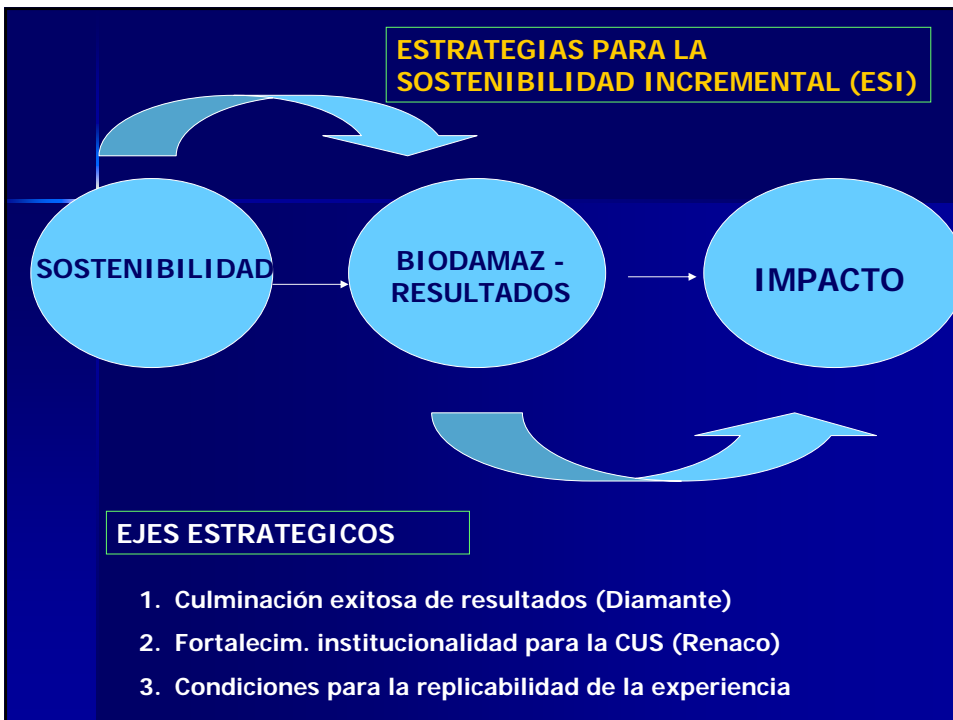 ESTRATEGIAS PARA LA
SOSTENIBILIDAD INCREMENTAL (ESI)
SOSTENIBILIDAD
BIODAMAZ -
RESULTADOS
IMPACTO
EJES ESTRATEGICOS
1. Culminación exitosa de resultados (Diamante)
2. Fortalecim. institucionalidad para la CUS (Renaco)
3. Condiciones para la replicabilidad de la experiencia